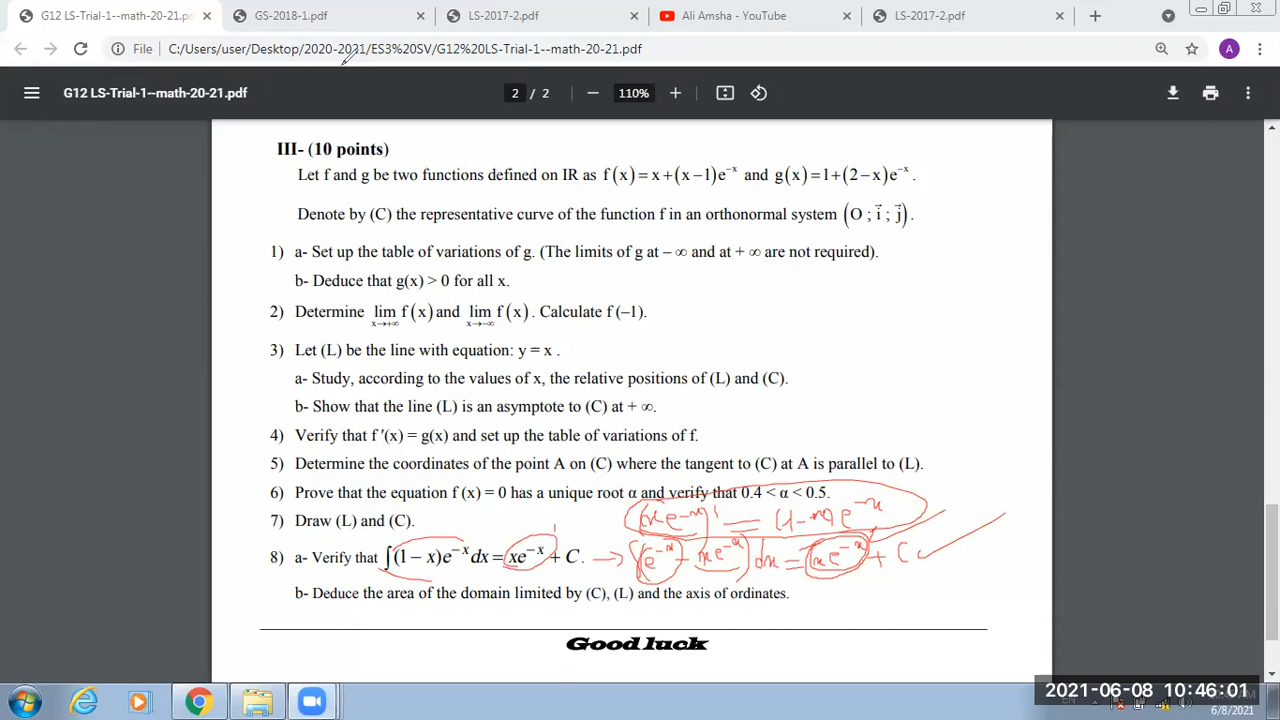 G12 LS-Trial-1--math-20-21.pdf GS-2018-1.pdf LS-2017-2.pdf Ali Amsha - YouTube LS-2017-2.pdf
File C:/Users/user/Desktop/2020-2021/ES3%20SV/G12%20LS-Trial-1--math-20-21.pdf A
G12 LS-Trial-1--math-20-21.pdf 2 / 2 110%
III- (10 points)
Let f and g be two functions defined on IR as f(x)=x+(x−1)e^{−x} and g(x)=1+(2−x)e^{−x}.
Denote by (C) the representative curve of the function f in an orthonormal system (O ; i⃗ ; j⃗).
1) a- Set up the table of variations of g. (The limits of g at – ∞ and at + ∞ are not required).
b- Deduce that g(x) > 0 for all x.
2) Determine lim_{x→+∞} f(x) and lim_{x→−∞} f(x). Calculate f (–1).
3) Let (L) be the line with equation: y = x .
a- Study, according to the values of x, the relative positions of (L) and (C).
b- Show that the line (L) is an asymptote to (C) at + ∞.
4) Verify that f ′(x) = g(x) and set up the table of variations of f.
5) Determine the coordinates of the point A on (C) where the tangent to (C) at A is parallel to (L).
6) Prove that the equation f (x) = 0 has a unique root α and verify that 0.4 < α < 0.5.
7) Draw (L) and (C). (xe^{-x})' = (1-x)e^{-x}
8) a- Verify that ∫(1−x)e^{−x}dx = xe^{−x} + C . → ∫(e^{-x} - xe^{-x})dx = xe^{-x} + C
b- Deduce the area of the domain limited by (C), (L) and the axis of ordinates.
Good luck
2021-06-08 10:46:01
6/8/2021